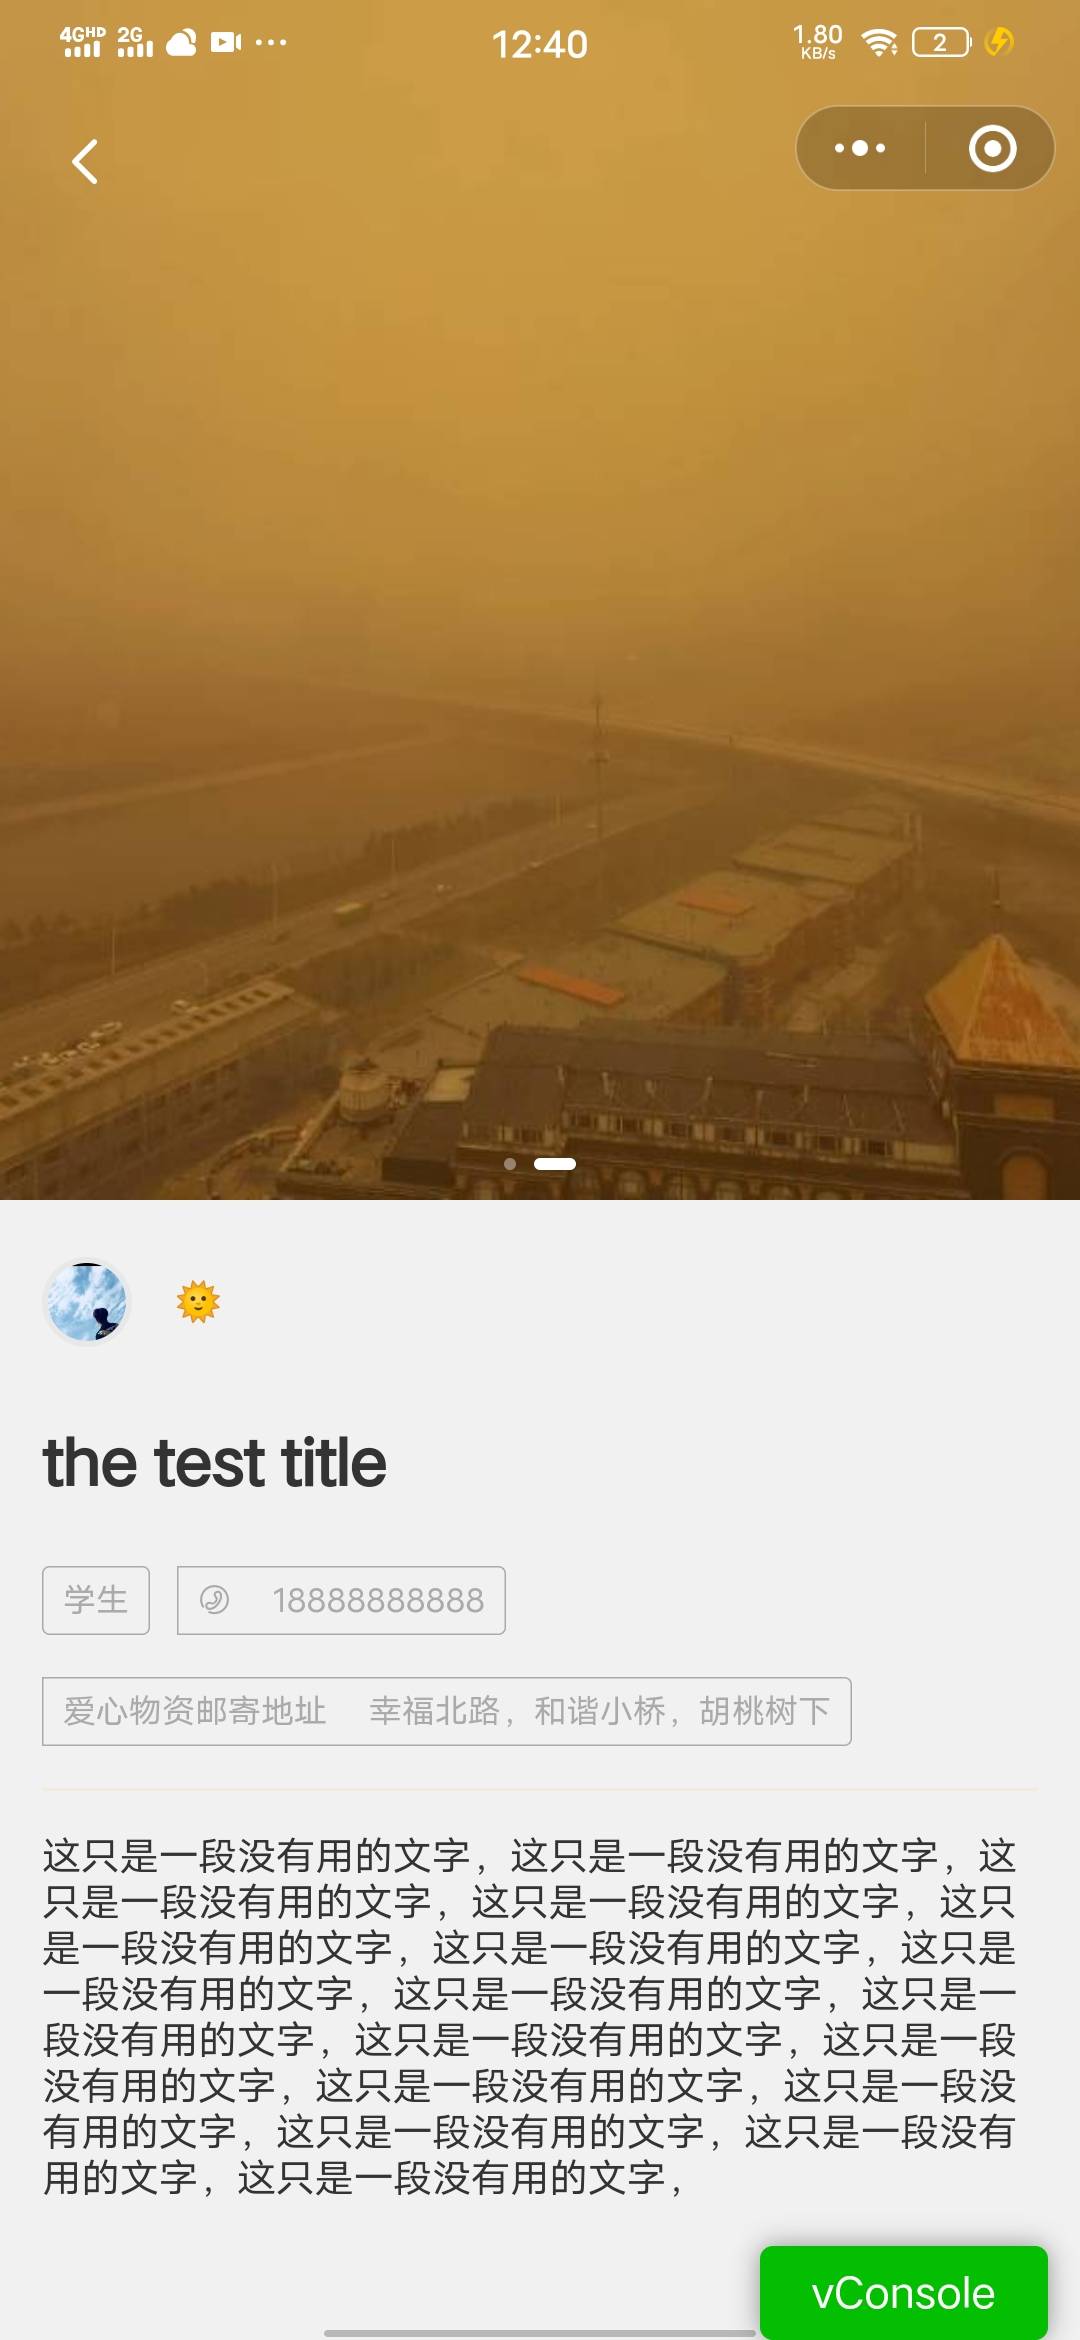 4GHD 2G 12:40 1.80 KB/s 2
the test title
学生 18888888888
爱心物资邮寄地址 幸福北路，和谐小桥，胡桃树下
这只是一段没有用的文字，这只是一段没有用的文字，这
只是一段没有用的文字，这只是一段没有用的文字，这只
是一段没有用的文字，这只是一段没有用的文字，这只是
一段没有用的文字，这只是一段没有用的文字，这只是一
段没有用的文字，这只是一段没有用的文字，这只是一段
没有用的文字，这只是一段没有用的文字，这只是一段没
有用的文字，这只是一段没有用的文字，这只是一段没有
用的文字，这只是一段没有用的文字，
vConsole